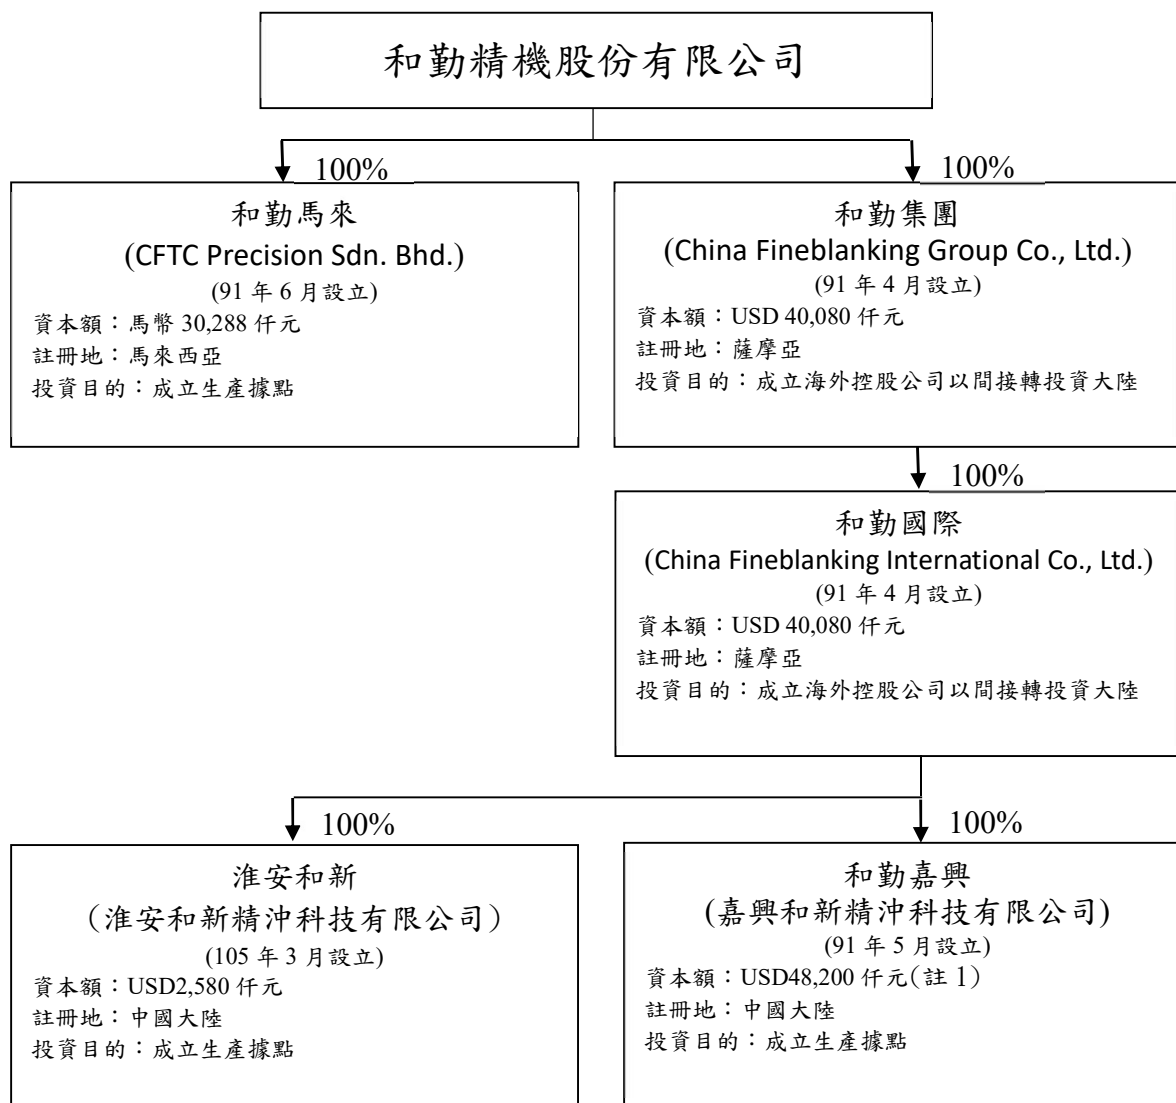 和勤精機股份有限公司
100%
和勤馬來
(CFTC Precision Sdn. Bhd.)
(91 年 6 月設立)
資本額：馬幣 30,288 仟元
註冊地：馬來西亞
投資目的：成立生產據點
100%
和勤集團
(China Fineblanking Group Co., Ltd.)
(91 年 4 月設立)
資本額：USD 40,080 仟元
註冊地：薩摩亞
投資目的：成立海外控股公司以間接轉投資大陸
100%
和勤國際
(China Fineblanking International Co., Ltd.)
(91 年 4 月設立)
資本額：USD 40,080 仟元
註冊地：薩摩亞
投資目的：成立海外控股公司以間接轉投資大陸
100%
淮安和新
（淮安和新精沖科技有限公司）
(105 年 3 月設立)
資本額：USD2,580 仟元
註冊地：中國大陸
投資目的：成立生產據點
100%
和勤嘉興
(嘉興和新精沖科技有限公司)
(91 年 5 月設立)
資本額：USD48,200 仟元(註 1)
註冊地：中國大陸
投資目的：成立生產據點